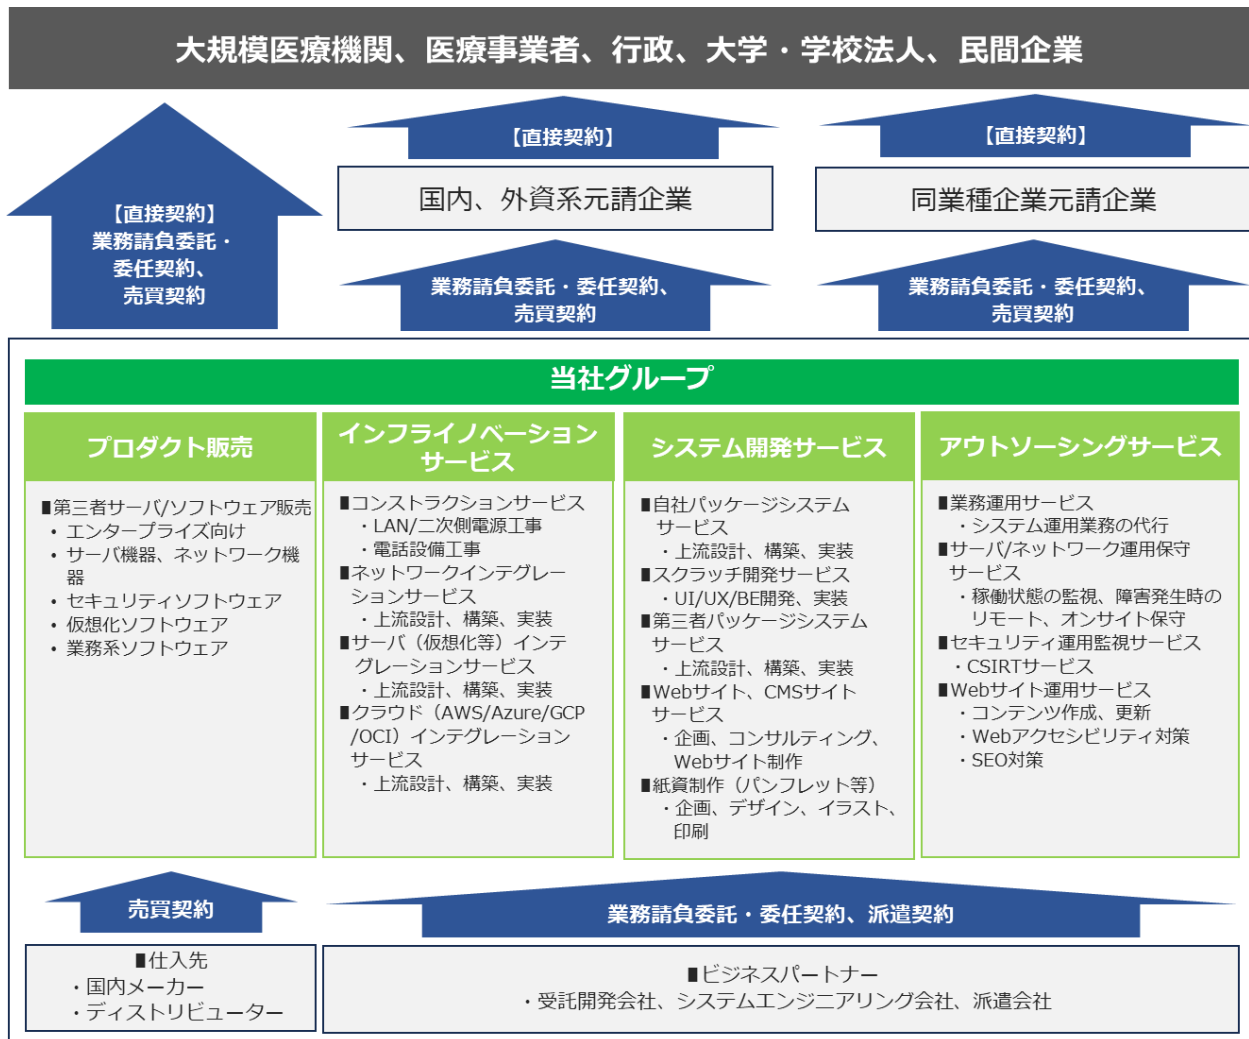 大規模医療機関、医療事業者、行政、大学・学校法人、民間企業
【直接契約】
業務請負委託・
委任契約、
売買契約
【直接契約】
国内、外資系元請企業
業務請負委託・委任契約、
売買契約
【直接契約】
同業種企業元請企業
業務請負委託・委任契約、
売買契約
当社グループ
プロダクト販売
■第三者サーバ/ソフトウェア販売
• エンタープライズ向け
• サーバ機器、ネットワーク機
器
• セキュリティソフトウェア
• 仮想化ソフトウェア
• 業務系ソフトウェア
インフライノベーション
サービス
■コンストラクションサービス
・LAN/二次側電源工事
・電話設備工事
■ネットワークインテグレー
ションサービス
・上流設計、構築、実装
■サーバ（仮想化等）インテ
グレーションサービス
・上流設計、構築、実装
■クラウド（AWS/Azure/GCP
/OCI）インテグレーション
サービス
・上流設計、構築、実装
システム開発サービス
■自社パッケージシステム
サービス
・上流設計、構築、実装
■スクラッチ開発サービス
・UI/UX/BE開発、実装
■第三者パッケージシステム
サービス
・上流設計、構築、実装
■Webサイト、CMSサイト
サービス
・企画、コンサルティング、
Webサイト制作
■紙資制作（パンフレット等）
・企画、デザイン、イラスト、
印刷
アウトソーシングサービス
■業務運用サービス
・システム運用業務の代行
■サーバ/ネットワーク運用保守
サービス
・稼働状態の監視、障害発生時の
リモート、オンサイト保守
■セキュリティ運用監視サービス
・CSIRTサービス
■Webサイト運用サービス
・コンテンツ作成、更新
・Webアクセシビリティ対策
・SEO対策
売買契約
■仕入先
・国内メーカー
・ディストリビューター
業務請負委託・委任契約、派遣契約
■ビジネスパートナー
・受託開発会社、システムエンジニアリング会社、派遣会社